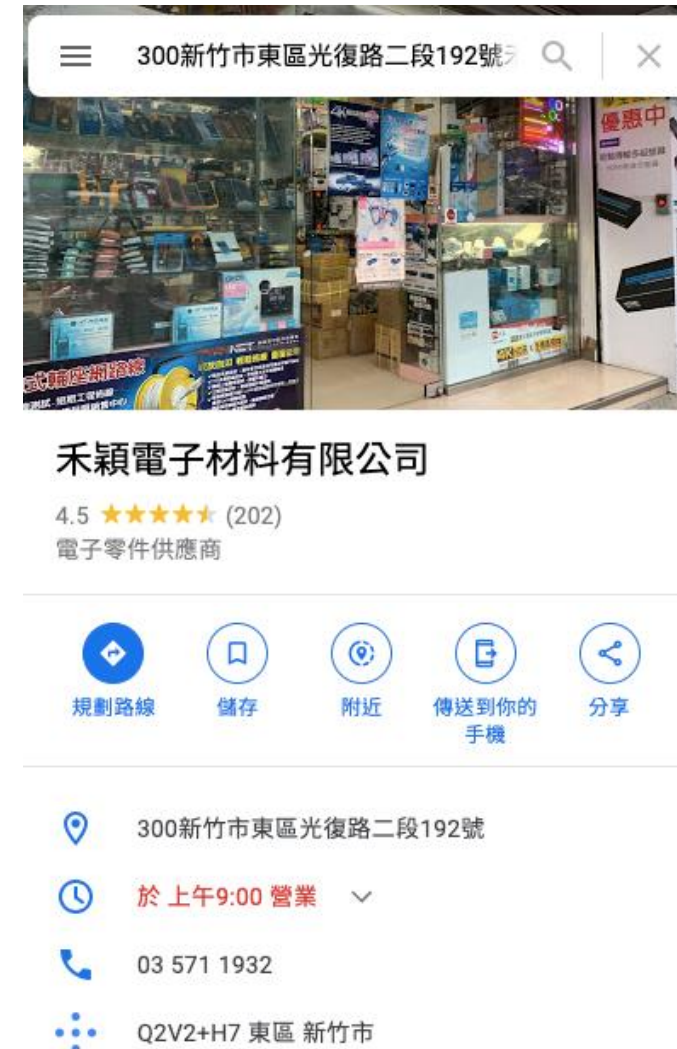 300新竹市東區光復路二段192號
優惠中
禾穎電子材料有限公司
4.5 (202)
電子零件供應商
規劃路線
儲存
附近
傳送到你的
手機
分享
300新竹市東區光復路二段192號
於 上午9:00 營業
03 571 1932
Q2V2+H7 東區 新竹市